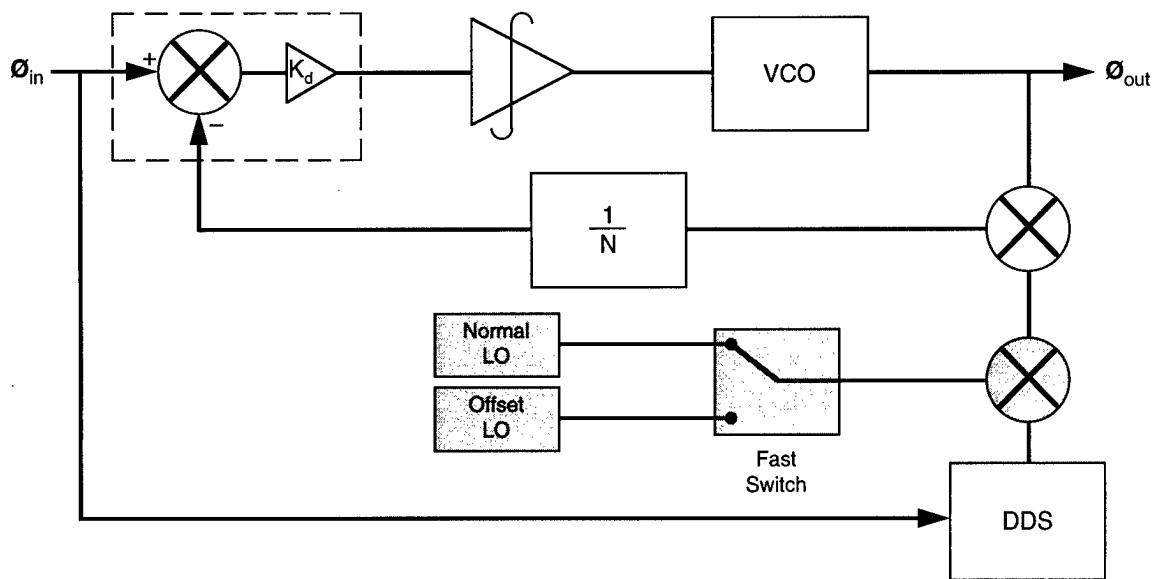 Øin
+
−
Kd
VCO
Øout
1
N
Normal
LO
Offset
LO
Fast
Switch
DDS